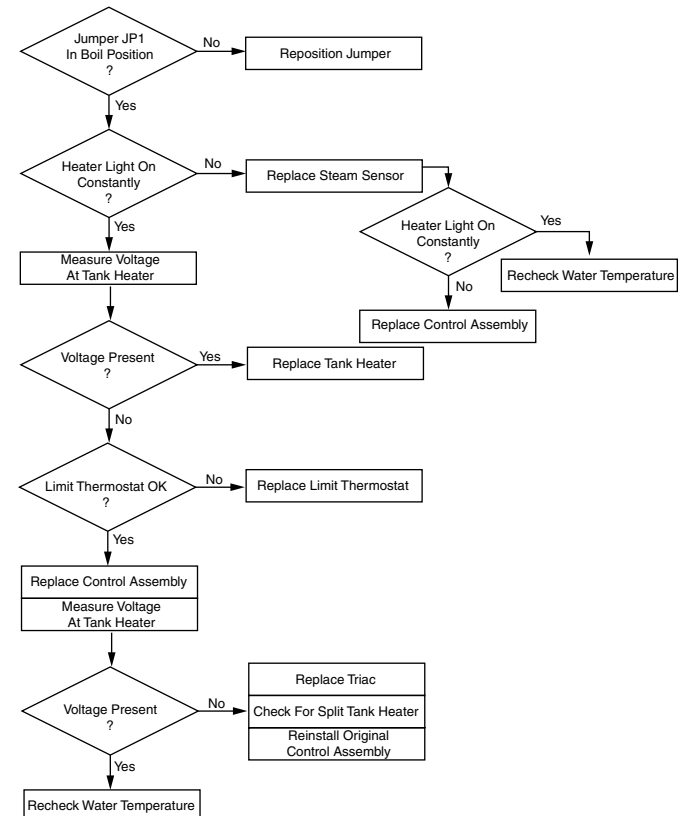 Jumper JP1
In Boil Position
?
No
Reposition Jumper
Yes
Heater Light On
Constantly
?
No
Replace Steam Sensor
Heater Light On
Constantly
?
Yes
Recheck Water Temperature
No
Replace Control Assembly
Yes
Measure Voltage
At Tank Heater
Voltage Present
?
Yes
Replace Tank Heater
No
Limit Thermostat OK
?
No
Replace Limit Thermostat
Yes
Replace Control Assembly
Measure Voltage
At Tank Heater
Voltage Present
?
No
Replace Triac
Check For Split Tank Heater
Reinstall Original
Control Assembly
Yes
Recheck Water Temperature